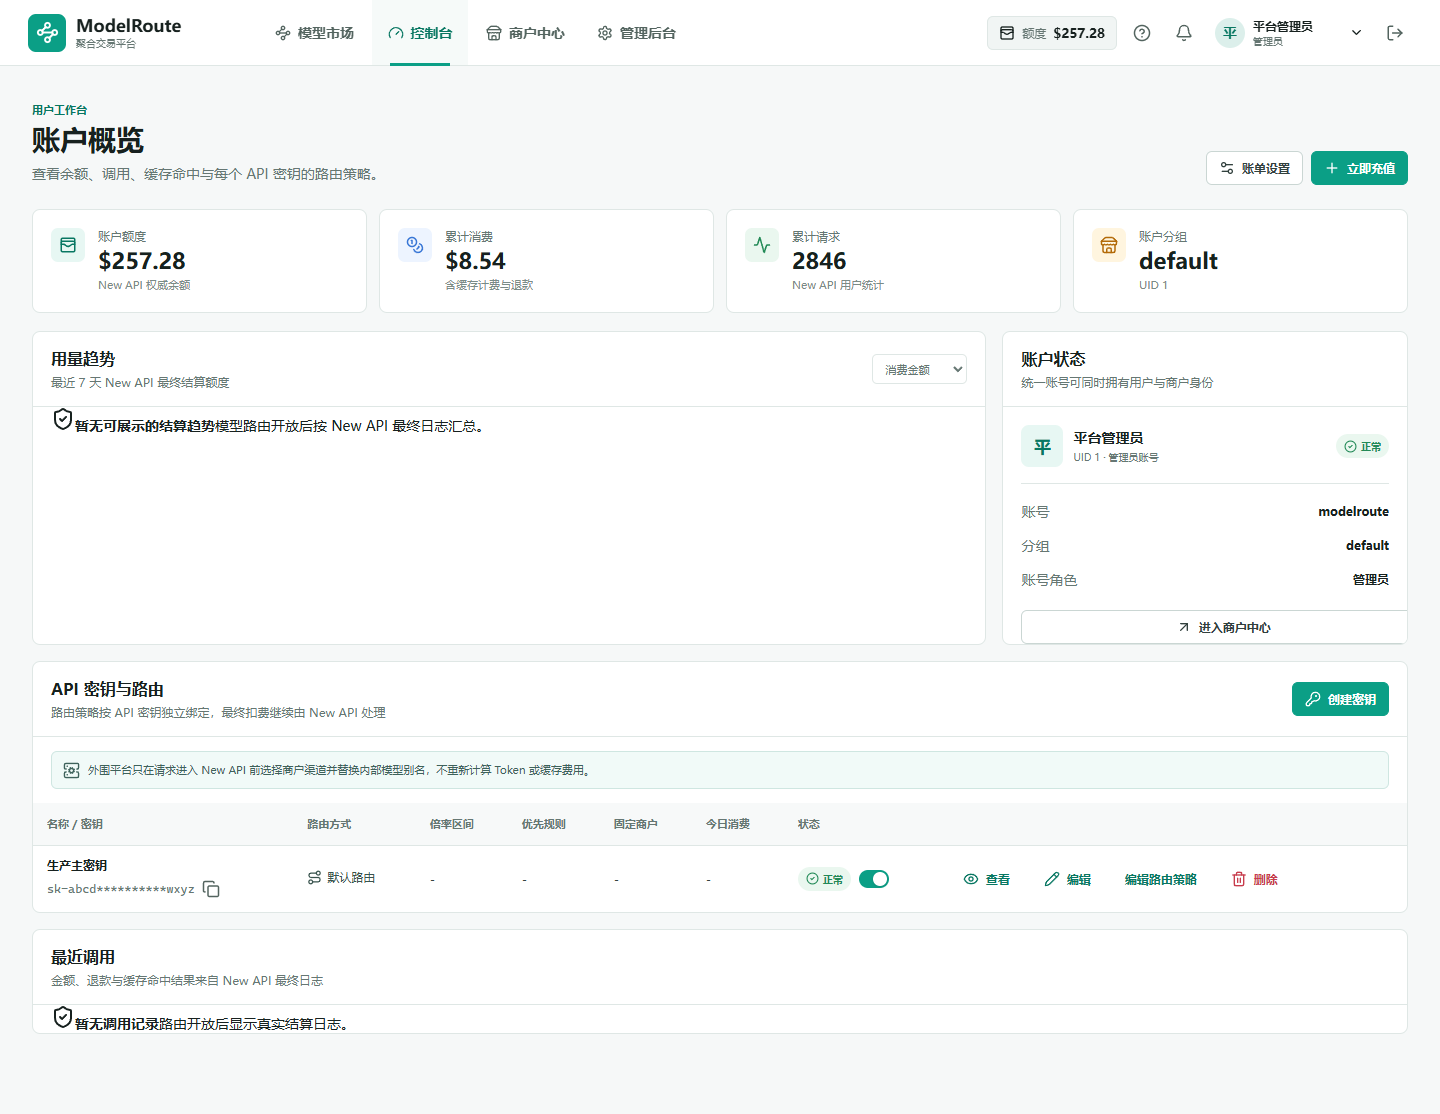 ModelRoute
聚合交易平台
模型市场
控制台
商户中心
管理后台
额度 $257.28
平
平台管理员
管理员
用户工作台
账户概览
查看余额、调用、缓存命中与每个 API 密钥的路由策略。
账单设置
立即充值
账户额度
$257.28
New API 权威余额
累计消费
$8.54
含缓存计费与退款
累计请求
2846
New API 用户统计
账户分组
default
UID 1
用量趋势
最近 7 天 New API 最终结算额度
消费金额
暂无可展示的结算趋势模型路由开放后按 New API 最终日志汇总。
账户状态
统一账号可同时拥有用户与商户身份
平
平台管理员
UID 1 · 管理员账号
正常
账号 modelroute
分组 default
账号角色 管理员
进入商户中心
API 密钥与路由
路由策略按 API 密钥独立绑定，最终扣费继续由 New API 处理
创建密钥
外围平台只在请求进入 New API 前选择商户渠道并替换内部模型别名，不重新计算 Token 或缓存费用。
名称 / 密钥 路由方式 倍率区间 优先规则 固定商户 今日消费 状态
生产主密钥
sk-abcd**********wxyz
默认路由 - - - - 正常 查看 编辑 编辑路由策略 删除
最近调用
金额、退款与缓存命中结果来自 New API 最终日志
暂无调用记录路由开放后显示真实结算日志。